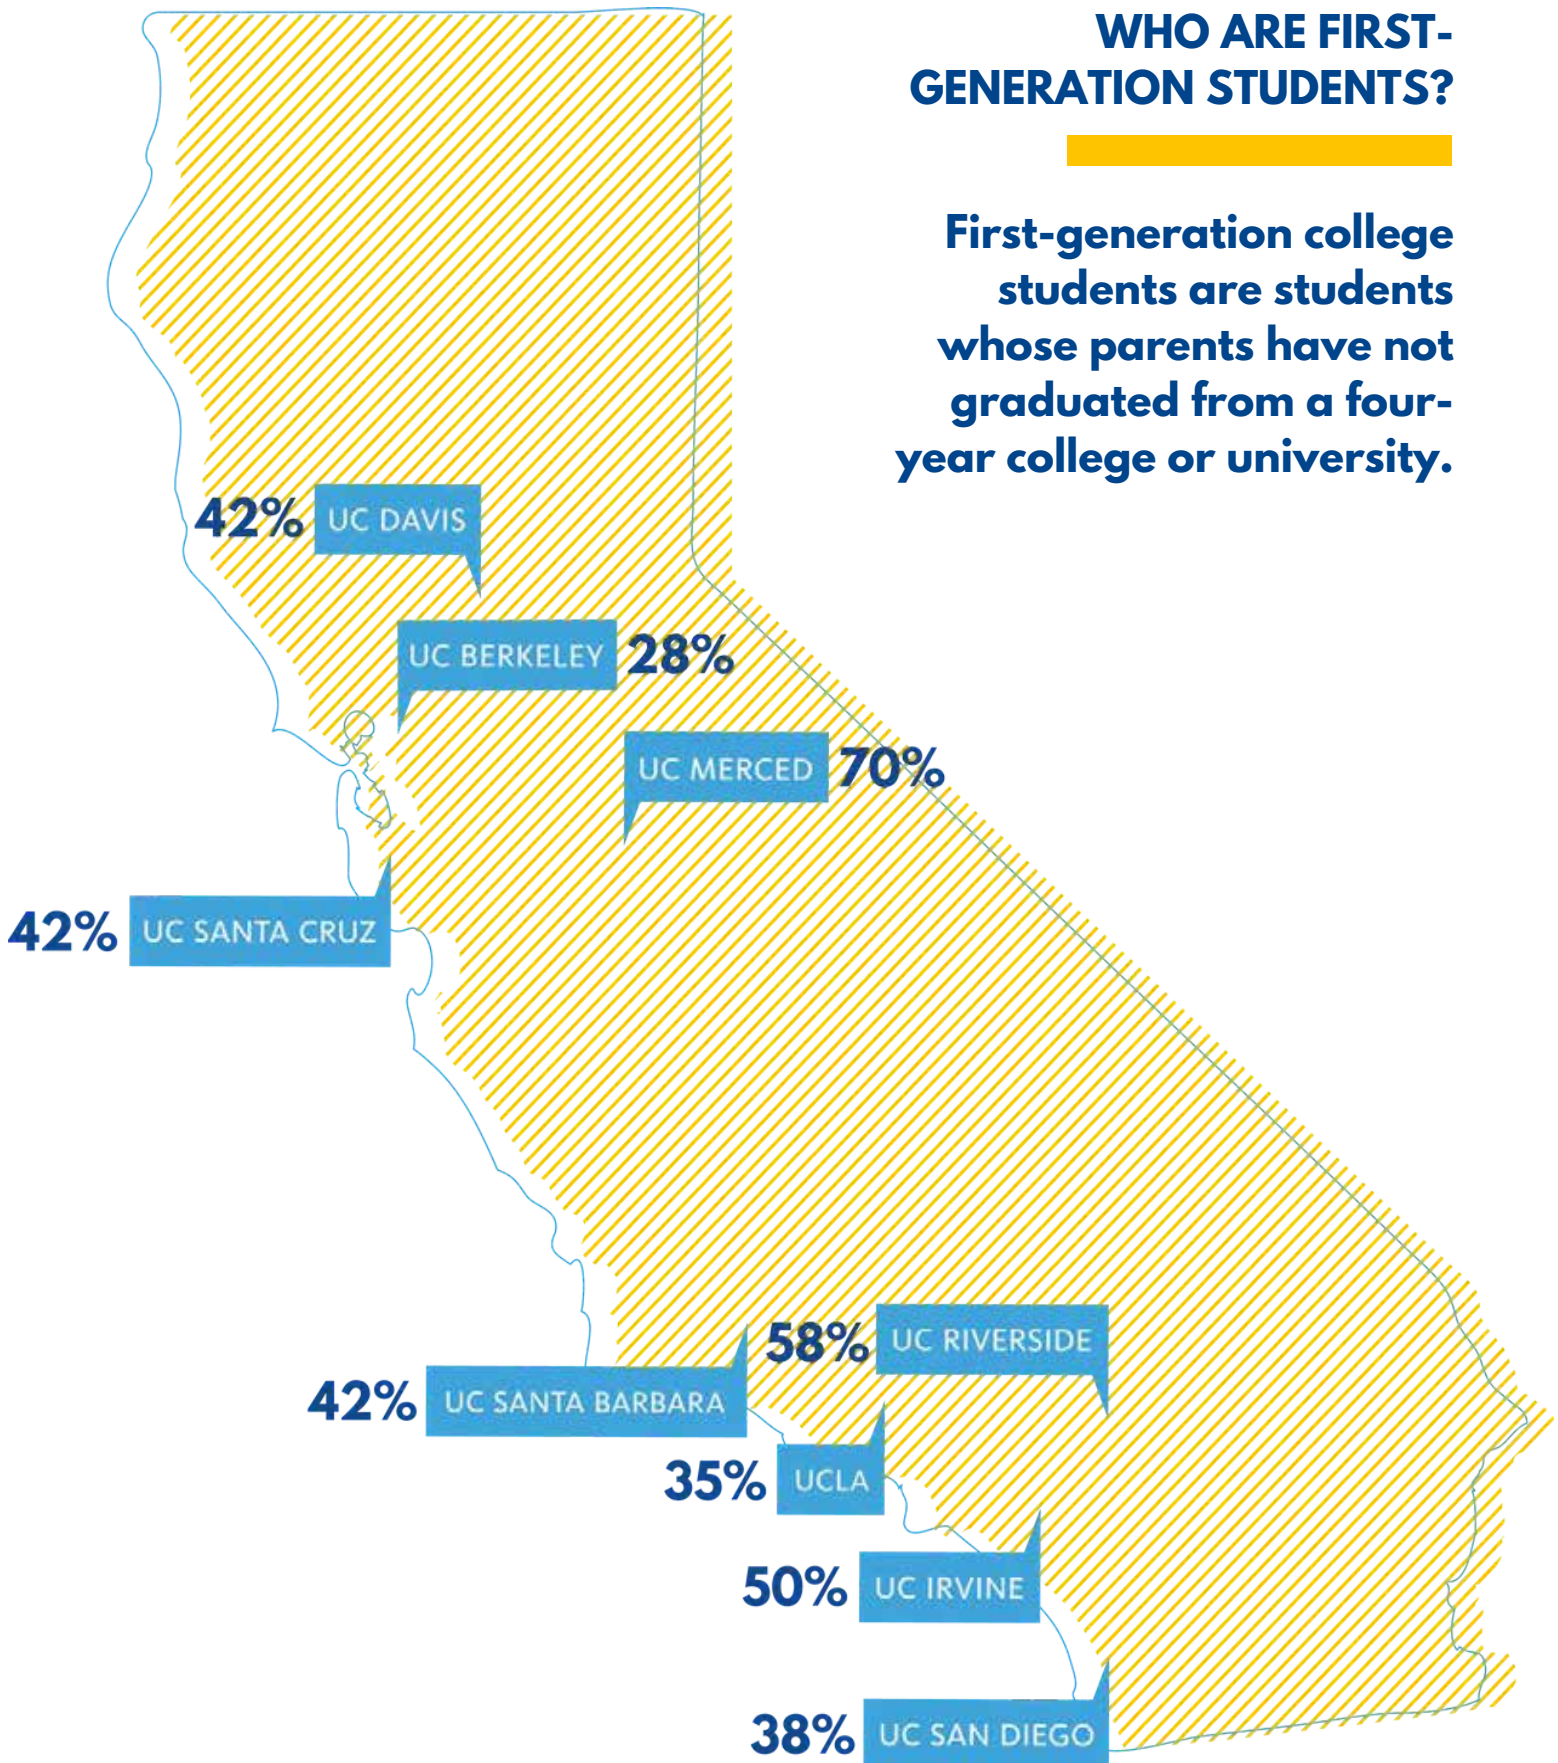 WHO ARE FIRST-
GENERATION STUDENTS?
First-generation college
students are students
whose parents have not
graduated from a four-
year college or university.
42% UC DAVIS
UC BERKELEY 28%
UC MERCED 70%
42% UC SANTA CRUZ
58% UC RIVERSIDE
42% UC SANTA BARBARA
35% UCLA
50% UC IRVINE
38% UC SAN DIEGO